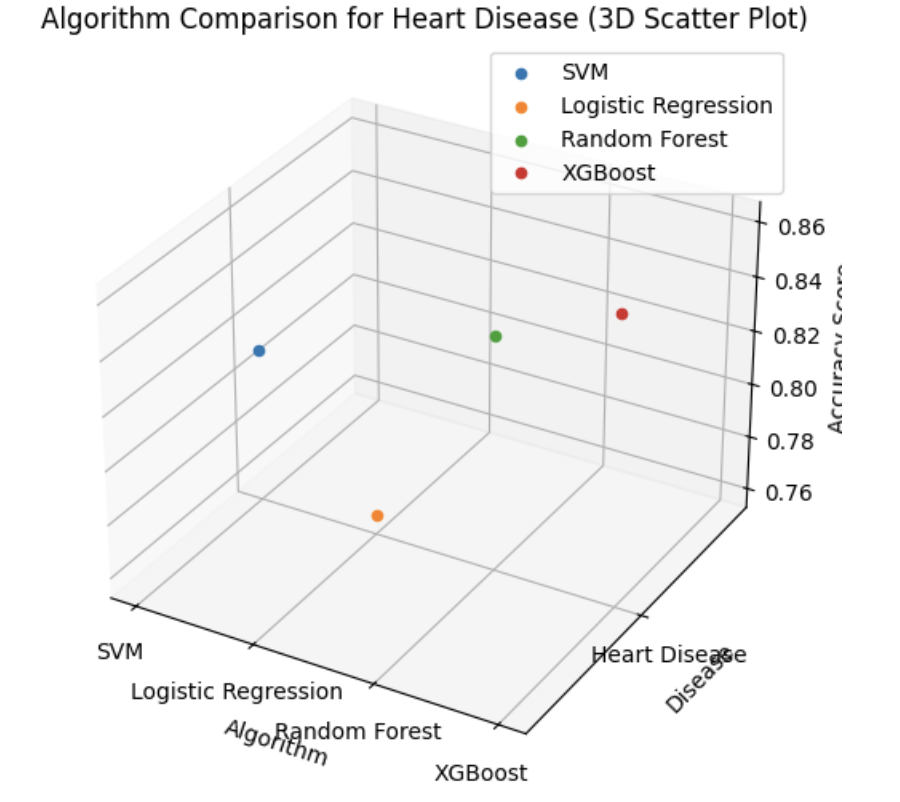 Algorithm Comparison for Heart Disease (3D Scatter Plot)
SVM
Logistic Regression
Random Forest
XGBoost
0.86
0.84
0.82
0.80
0.78
0.76
Accuracy Score
SVM
Logistic Regression
Random Forest
XGBoost
Algorithm
Heart Disease
Disease